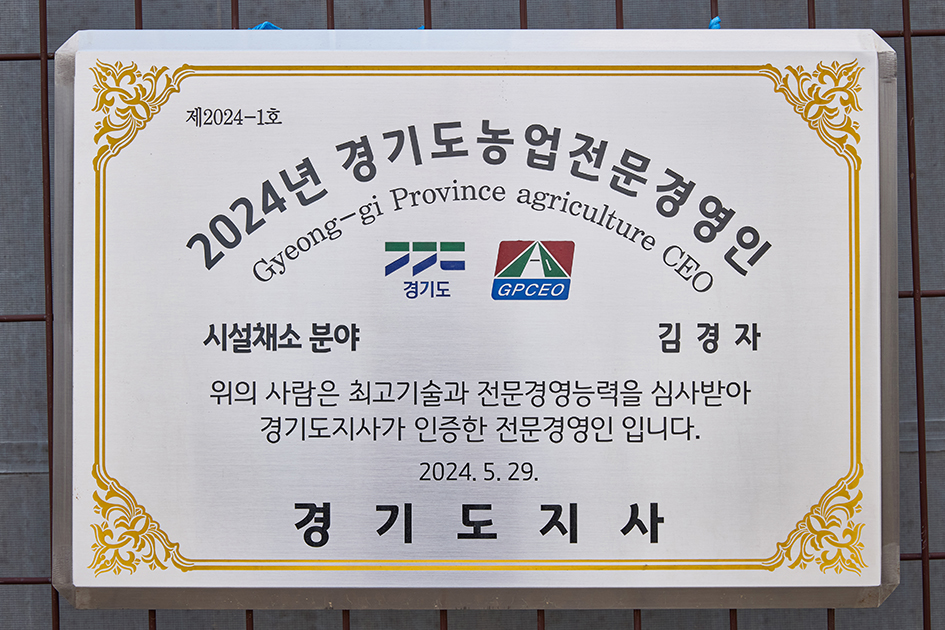 제2024-1호
2024년 경기도농업전문경영인
Gyeong-gi Province agriculture CEO
경기도
GPCEO
시설채소 분야 김 경 자
위의 사람은 최고기술과 전문경영능력을 심사받아
경기도지사가 인증한 전문경영인 입니다.
2024. 5. 29.
경 기 도 지 사